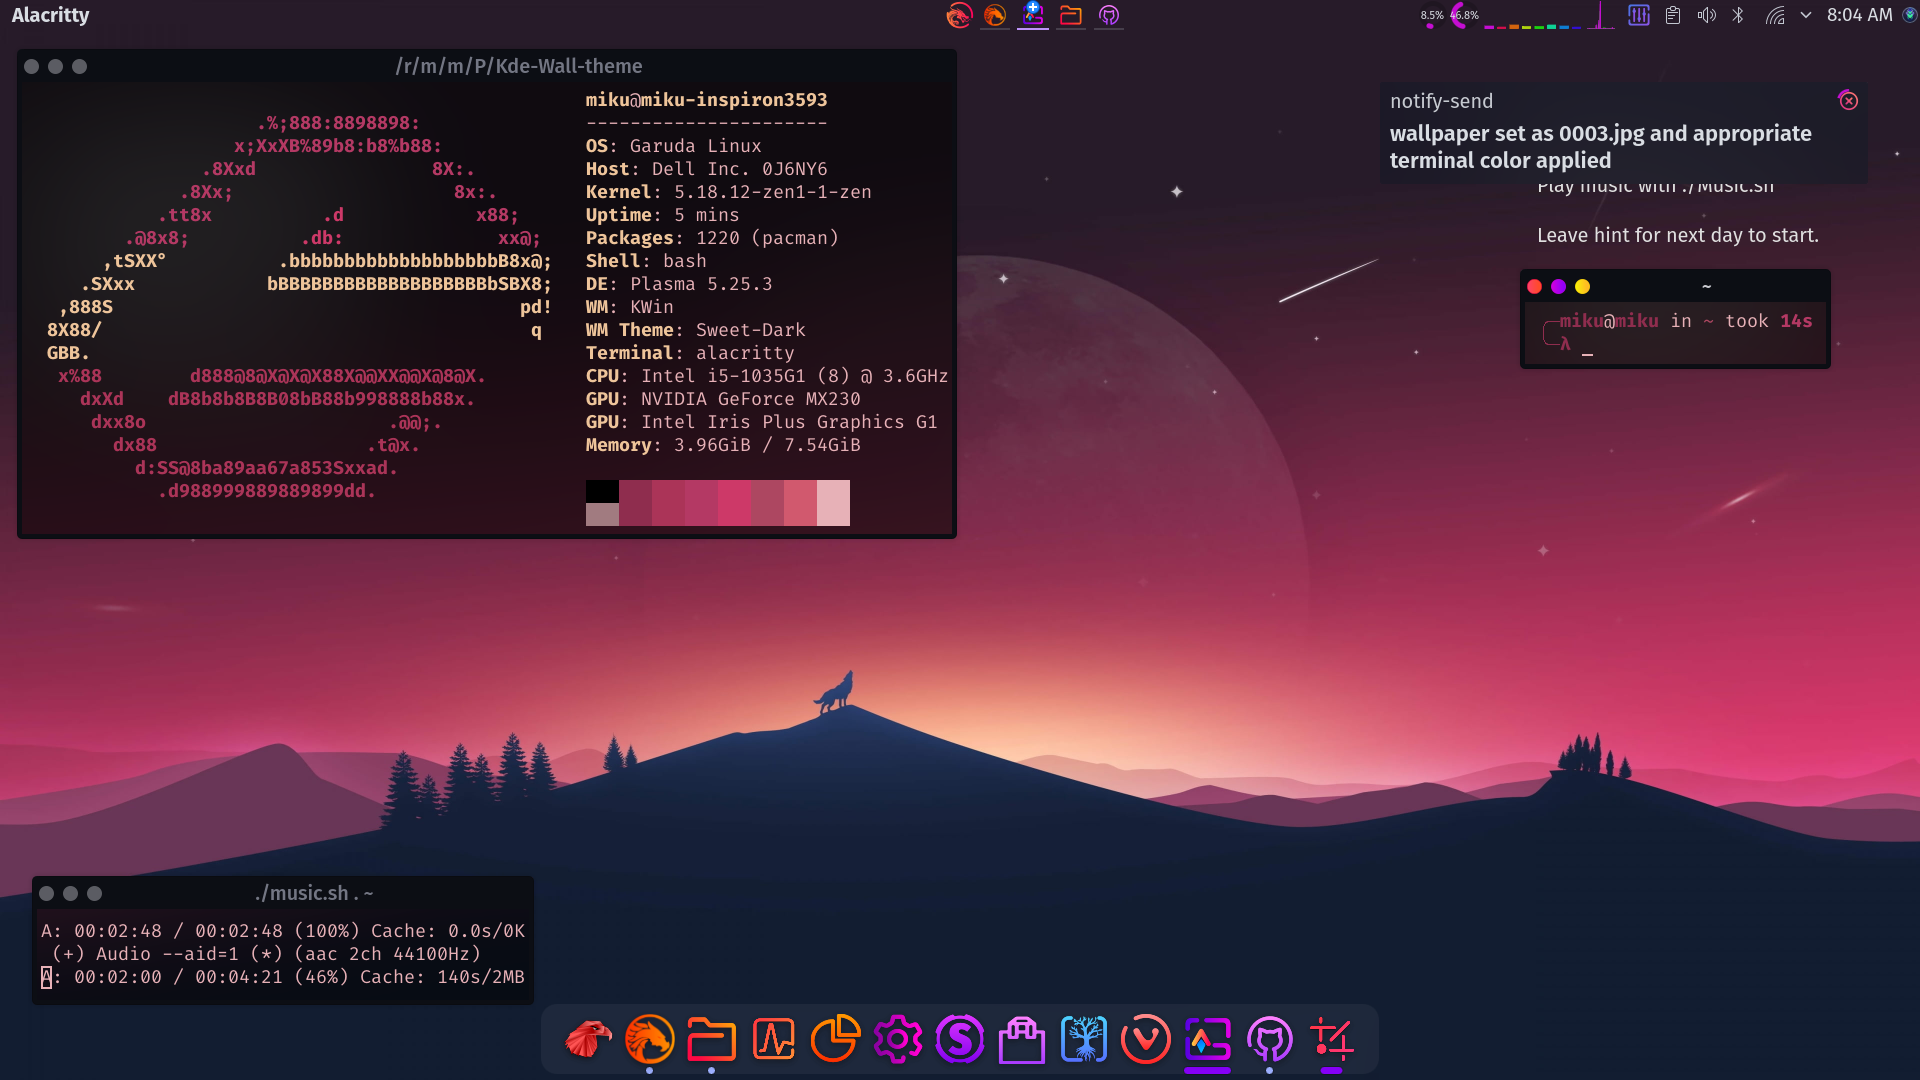 Alacritty
8.5% 46.8%
8:04 AM
/r/m/m/P/Kde-Wall-theme
.%;888:8898898:
x;XxXB%89b8:b8%b88:
.8Xxd 8X:.
.8Xx; 8x:.
.tt8x .d x88;
.@8x8; .db: xx@;
,tSXX° .bbbbbbbbbbbbbbbbbbbB8x@;
.SXxx bBBBBBBBBBBBBBBBBBBBbSBX8;
,888S pd!
8X88/ q
GBB.
x%88 d888@8@X@X@X88X@@XX@@X@8@X.
dxXd dB8b8b8B8B08bB88b998888b88x.
dxx8o .@@;.
dx88 .t@x.
d:SS@8ba89aa67a853Sxxad.
.d988999889889899dd.
miku@miku-inspiron3593
----------------------
OS: Garuda Linux
Host: Dell Inc. 0J6NY6
Kernel: 5.18.12-zen1-1-zen
Uptime: 5 mins
Packages: 1220 (pacman)
Shell: bash
DE: Plasma 5.25.3
WM: KWin
WM Theme: Sweet-Dark
Terminal: alacritty
CPU: Intel i5-1035G1 (8) @ 3.6GHz
GPU: NVIDIA GeForce MX230
GPU: Intel Iris Plus Graphics G1
Memory: 3.96GiB / 7.54GiB
notify-send
wallpaper set as 0003.jpg and appropriate
terminal color applied
Play music with ./Music.sh
Leave hint for next day to start.
~
miku@miku in ~ took 14s
λ _
./music.sh . ~
A: 00:02:48 / 00:02:48 (100%) Cache: 0.0s/0K
(+) Audio --aid=1 (*) (aac 2ch 44100Hz)
A: 00:02:00 / 00:04:21 (46%) Cache: 140s/2MB